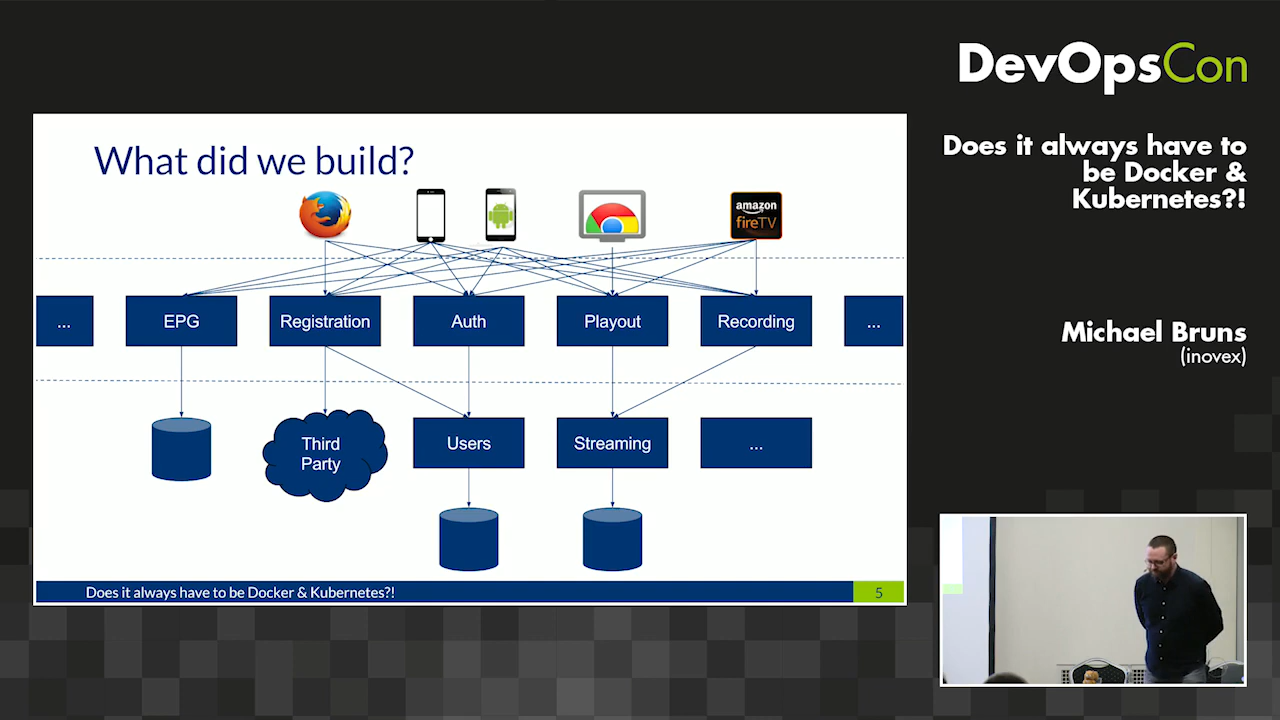 DevOpsCon
Does it always have to
be Docker &
Kubernetes?!
Michael Bruns
(inovex)
What did we build?
amazon
fireTV
...
EPG
Registration
Auth
Playout
Recording
...
Third
Party
Users
Streaming
...
Does it always have to be Docker & Kubernetes?!
5